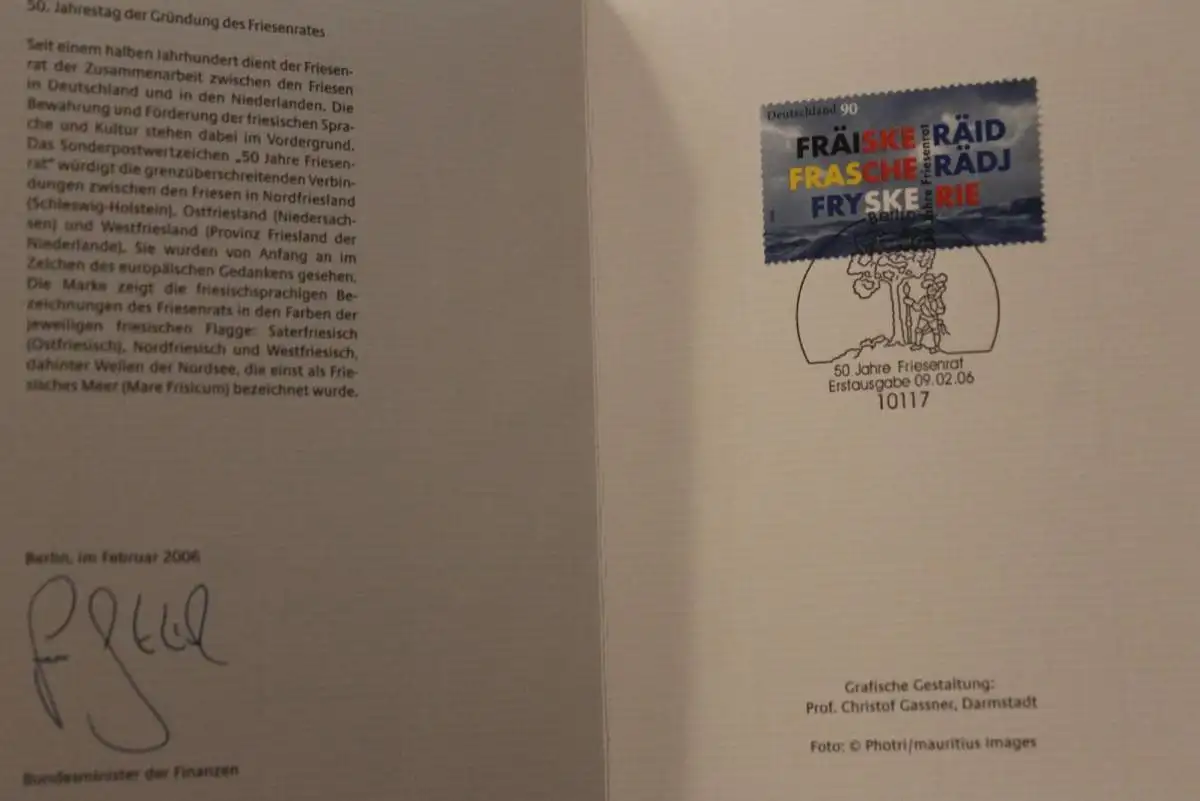 50. Jahrestag der Gründung des Friesenrates
Seit einem halben Jahrhundert dient der Friesen-
rat der Zusammenarbeit zwischen den Friesen
in Deutschland und in den Niederlanden. Die
Bewahrung und Förderung der friesischen Spra-
che und Kultur stehen dabei im Vordergrund.
Das Sonderpostwertzeichen „50 Jahre Friesen-
rat“ würdigt die grenzüberschreitenden Verbin-
dungen zwischen den Friesen in Nordfriesland
(Schleswig-Holstein), Ostfriesland (Niedersach-
sen) und Westfriesland (Provinz Friesland der
Niederlande). Sie wurden von Anfang an im
Zeichen des europäischen Gedankens gesehen.
Die Marke zeigt die friesischsprachigen Be-
zeichnungen des Friesenrats in den Farben der
jeweiligen friesischen Flagge: Saterfriesisch
(Ostfriesisch), Nordfriesisch und Westfriesisch,
dahinter Wellen der Nordsee, die einst als Frie-
sisches Meer (Mare Frisicum) bezeichnet wurde.
Berlin, im Februar 2006
Bundesminister der Finanzen
Deutschland 90
FRÄISKE RÄID
FRASCHE RÄDJ
FRYSKE RIE
Jahre Friesenrat
Berlin
50 Jahre Friesenrat
Erstausgabe 09.02.06
10117
Grafische Gestaltung:
Prof. Christof Gassner, Darmstadt
Foto: © Photri/mauritius images